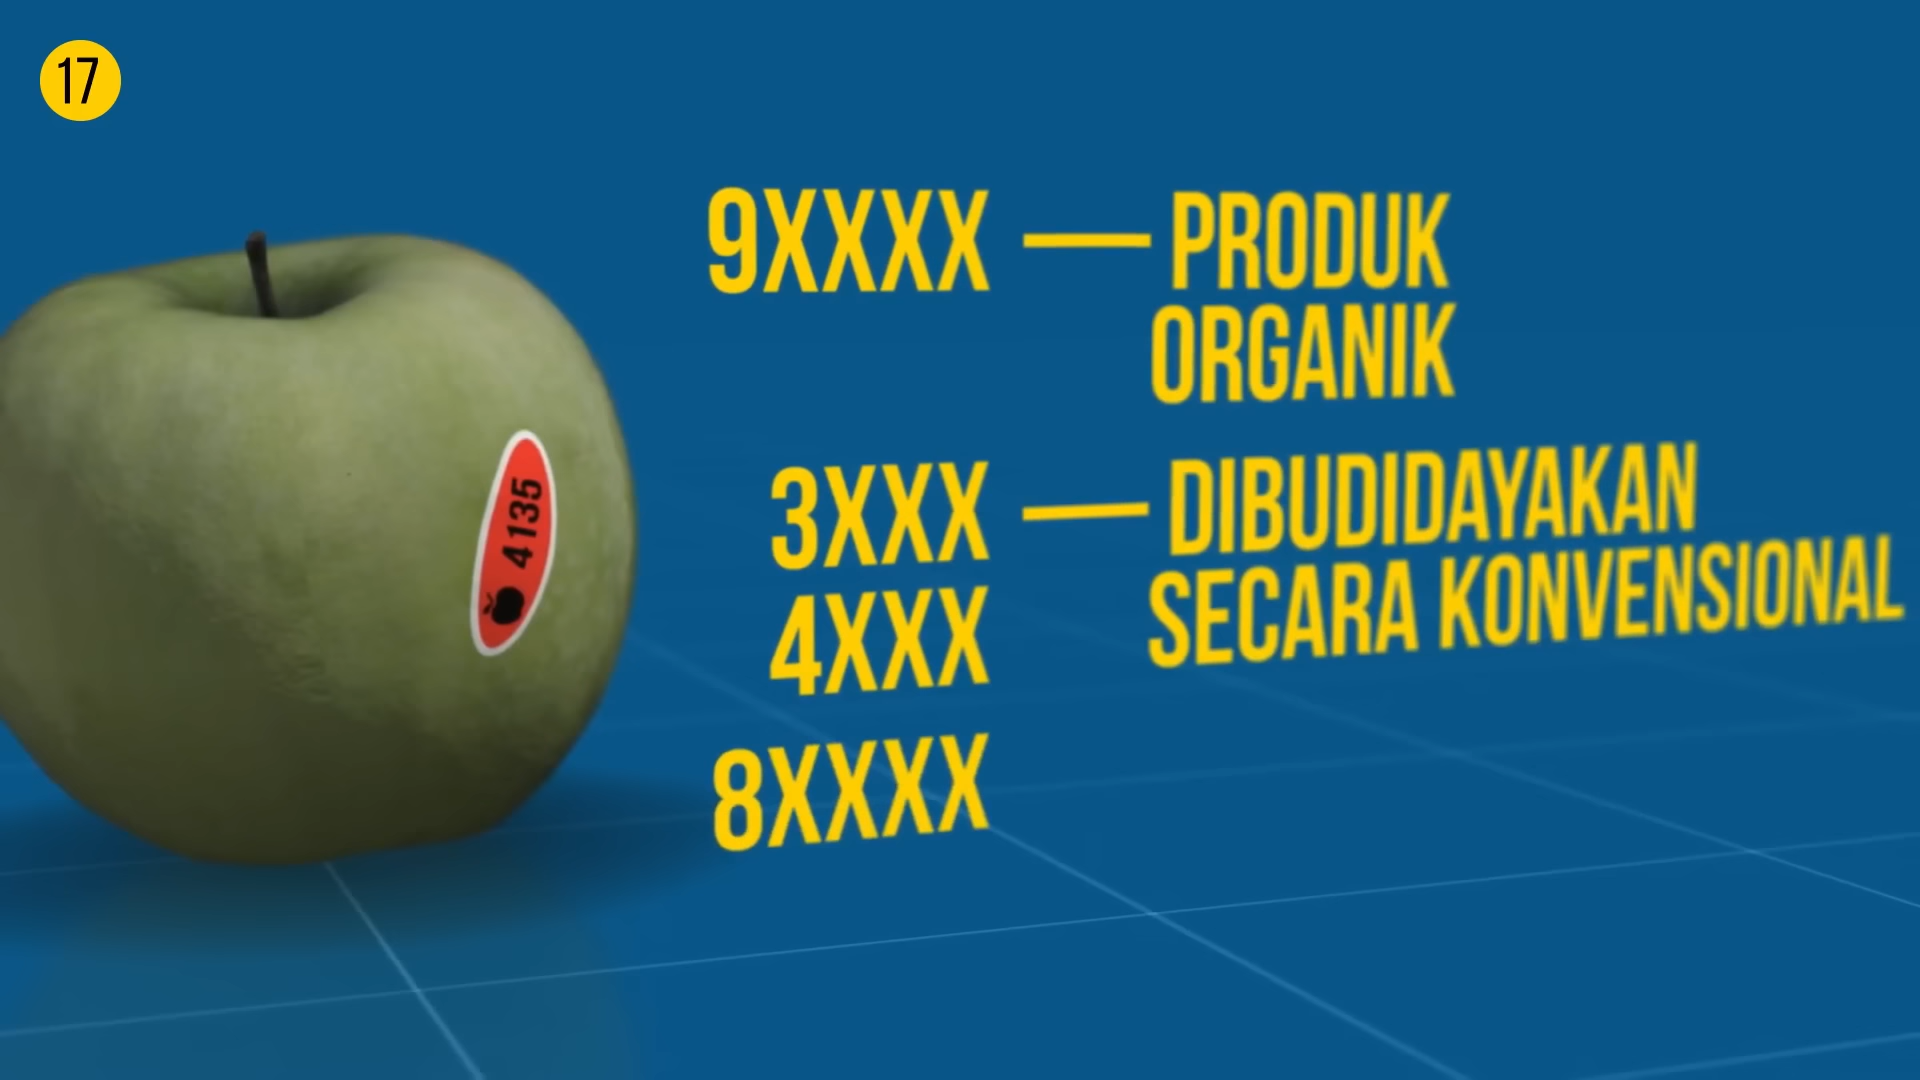 17
9XXXX — PRODUK
ORGANIK
4135
3XXX — DIBUDIDAYAKAN
SECARA KONVENSIONAL
4XXX
8XXXX